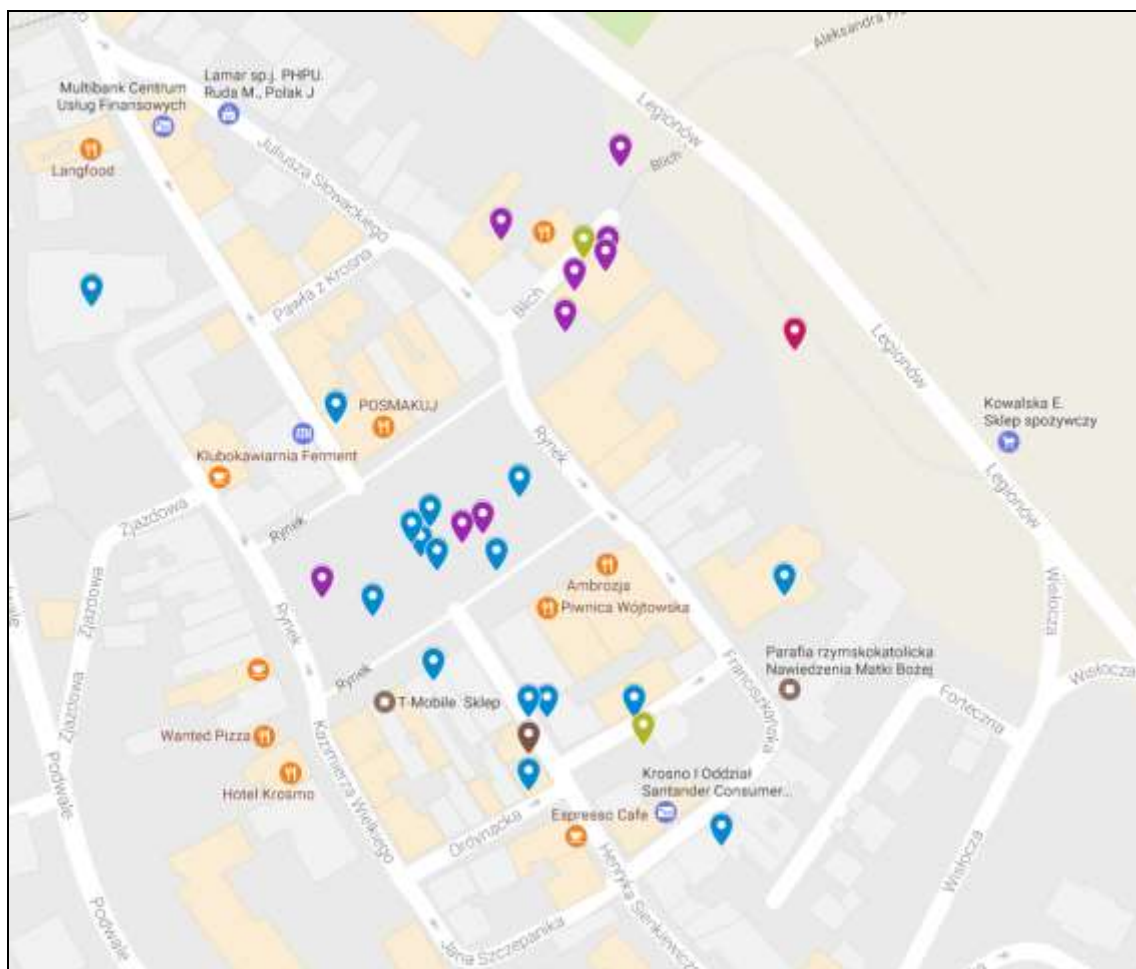 Aleksandra
Lamar sp.j. PHPU.
Ruda M., Polak J
Multibank Centrum
Usług Finansowych
Legionów
Juliusza Słowackiego
Blich
Langfood
Pawła z Krosna
Blich
Legionów
POSMAKUJ
Kowalska E.
Sklep spożywczy
Rynek
Klubokawiarnia Ferment
Legionów
Zjazdowa
Rynek
Ambrozja
Zjazdowa
Piwnica Wójtowska
Wisłocza
Rynek
Parafia rzymskokatolicka
Nawiedzenia Matki Bożej
Rynek
Franciszkańska
Wisłocza
T-Mobile. Sklep
Forteczna
Zjazdowa
Wanted Pizza
Podwale
Kazimierza Wielkiego
Krosno I Oddział
Santander Consumer...
Hotel Krosno
Ordynacka
Espresso Cafe
Wisłocza
Henryka Sienkiewicza
Podwale
Jana Szczepanika